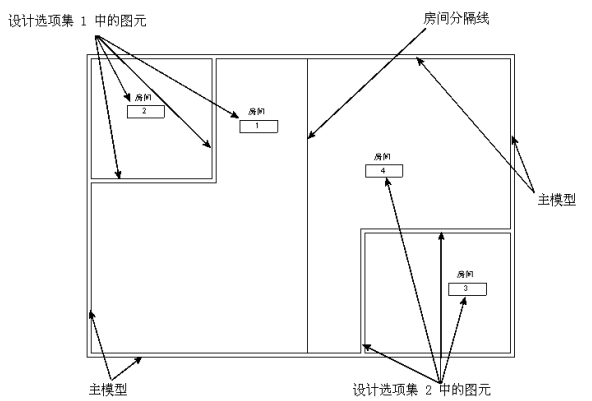 设计选项集 1 中的图元
房间分隔线
房间
2
房间
1
房间
4
主模型
房间
3
主模型
设计选项集 2 中的图元